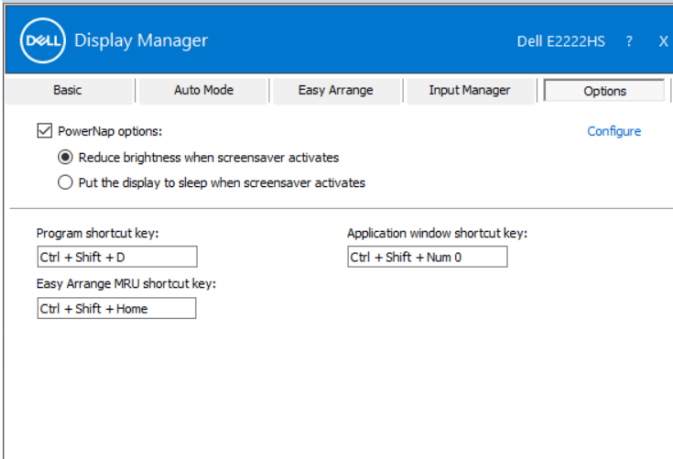 DELL Display Manager Dell E2222HS ? X
Basic Auto Mode Easy Arrange Input Manager Options
PowerNap options: Configure
Reduce brightness when screensaver activates
Put the display to sleep when screensaver activates
Program shortcut key: Application window shortcut key:
Ctrl + Shift + D Ctrl + Shift + Num 0
Easy Arrange MRU shortcut key:
Ctrl + Shift + Home